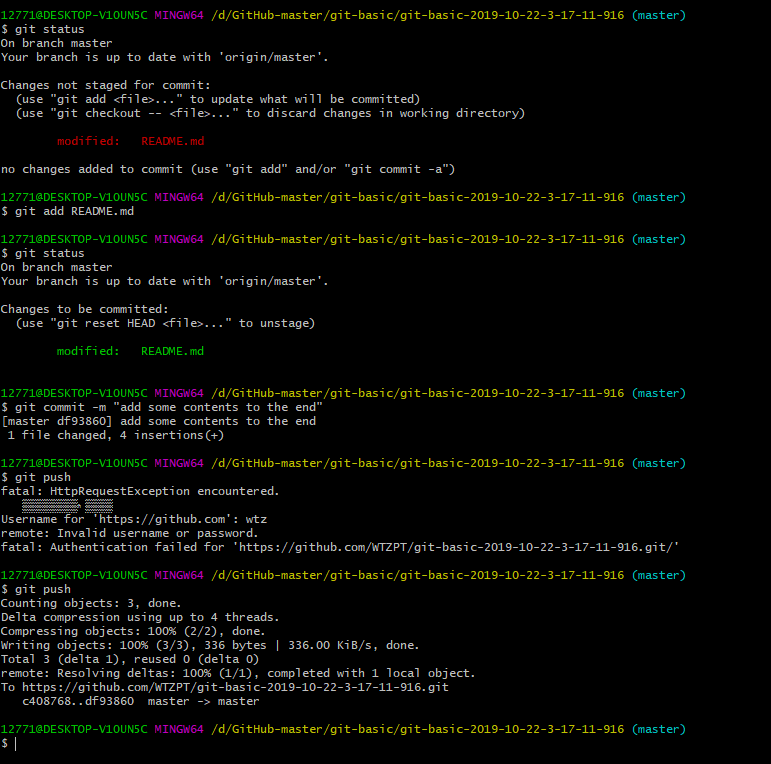 12771@DESKTOP-V1OUN5C MINGW64 /d/GitHub-master/git-basic/git-basic-2019-10-22-3-17-11-916 (master)
$ git status
On branch master
Your branch is up to date with 'origin/master'.
Changes not staged for commit:
(use "git add <file>..." to update what will be committed)
(use "git checkout -- <file>..." to discard changes in working directory)
modified: README.md
no changes added to commit (use "git add" and/or "git commit -a")
12771@DESKTOP-V1OUN5C MINGW64 /d/GitHub-master/git-basic/git-basic-2019-10-22-3-17-11-916 (master)
$ git add README.md
12771@DESKTOP-V1OUN5C MINGW64 /d/GitHub-master/git-basic/git-basic-2019-10-22-3-17-11-916 (master)
$ git status
On branch master
Your branch is up to date with 'origin/master'.
Changes to be committed:
(use "git reset HEAD <file>..." to unstage)
modified: README.md
12771@DESKTOP-V1OUN5C MINGW64 /d/GitHub-master/git-basic/git-basic-2019-10-22-3-17-11-916 (master)
$ git commit -m "add some contents to the end"
[master df93860] add some contents to the end
1 file changed, 4 insertions(+)
12771@DESKTOP-V1OUN5C MINGW64 /d/GitHub-master/git-basic/git-basic-2019-10-22-3-17-11-916 (master)
$ git push
fatal: HttpRequestException encountered.
Username for 'https://github.com': wtz
remote: Invalid username or password.
fatal: Authentication failed for 'https://github.com/WTZPT/git-basic-2019-10-22-3-17-11-916.git/'
12771@DESKTOP-V1OUN5C MINGW64 /d/GitHub-master/git-basic/git-basic-2019-10-22-3-17-11-916 (master)
$ git push
Counting objects: 3, done.
Delta compression using up to 4 threads.
Compressing objects: 100% (2/2), done.
Writing objects: 100% (3/3), 336 bytes | 336.00 KiB/s, done.
Total 3 (delta 1), reused 0 (delta 0)
remote: Resolving deltas: 100% (1/1), completed with 1 local object.
To https://github.com/WTZPT/git-basic-2019-10-22-3-17-11-916.git
c408768..df93860 master -> master
12771@DESKTOP-V1OUN5C MINGW64 /d/GitHub-master/git-basic/git-basic-2019-10-22-3-17-11-916 (master)
$